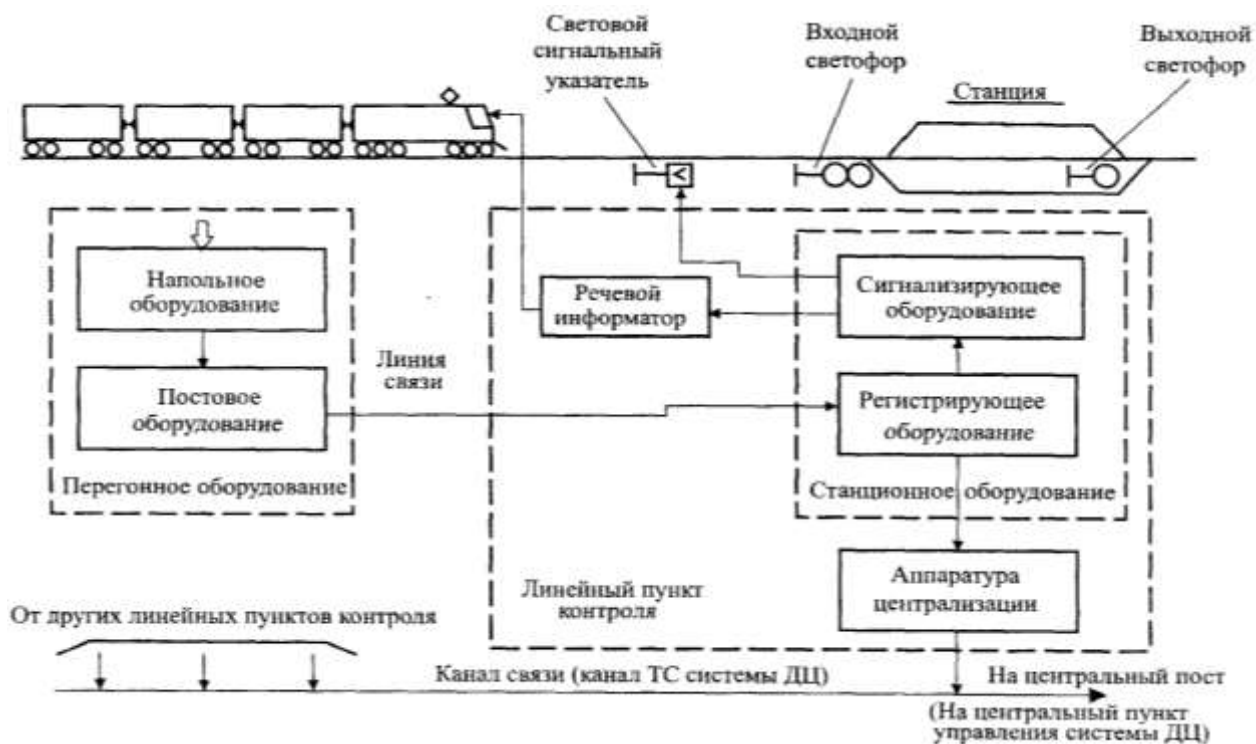 Световой
сигнальный
указатель
Входной
светофор
Выходной
светофор
Станция
Напольное
оборудование
Речевой
информатор
Сигнализирующее
оборудование
Линия
связи
Постовое
оборудование
Регистрирующее
оборудование
Перегонное оборудование
Станционное оборудование
Линейный пункт
контроля
Аппаратура
централизации
От других линейных пунктов контроля
Канал связи (канал ТС системы ДЦ)
На центральный пост
(На центральный пункт
управления системы ДЦ)